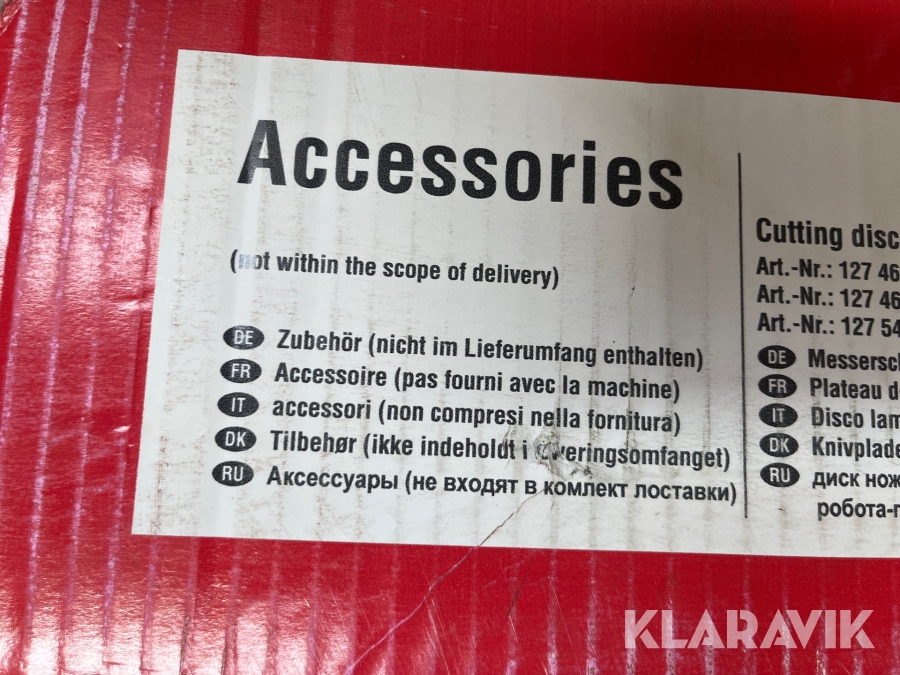 Accessories
(not within the scope of delivery)
DE Zubehör (nicht im Lieferumfang enthalten)
FR Accessoire (pas fourni avec la machine)
IT accessori (non compresi nella fornitura)
DK Tilbehør (ikke indeholdt i
RU Аксессуары (не входят в комлект лоставки)
Cutting disc
Art.-Nr.: 127 46
Art.-Nr.: 127 46
Art.-Nr.: 127 54
DE Messersc
FR Plateau d
IT Disco lam
DK Knivplade
RU диск нож
робота-г
KLARAVIK